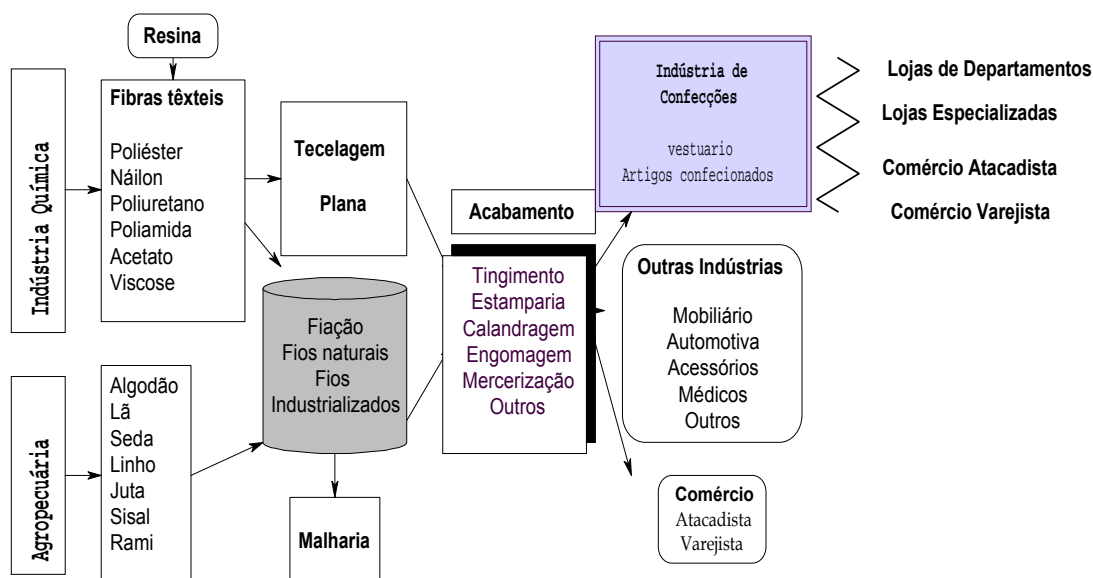 Resina
Indústria Química
Fibras têxteis
Poliéster
Náilon
Poliuretano
Poliamida
Acetato
Viscose
Tecelagem
Plana
Acabamento
Indústria de
Confecções
vestuario
Artigos confecionados
Lojas de Departamentos
Lojas Especializadas
Comércio Atacadista
Comércio Varejista
Tingimento
Estamparia
Calandragem
Engomagem
Mercerização
Outros
Outras Indústrias
Mobiliário
Automotiva
Acessórios
Médicos
Outros
Fiação
Fios naturais
Fios
Industrializados
Agropecuária
Algodão
Lã
Seda
Linho
Juta
Sisal
Rami
Malharia
Comércio
Atacadista
Varejista